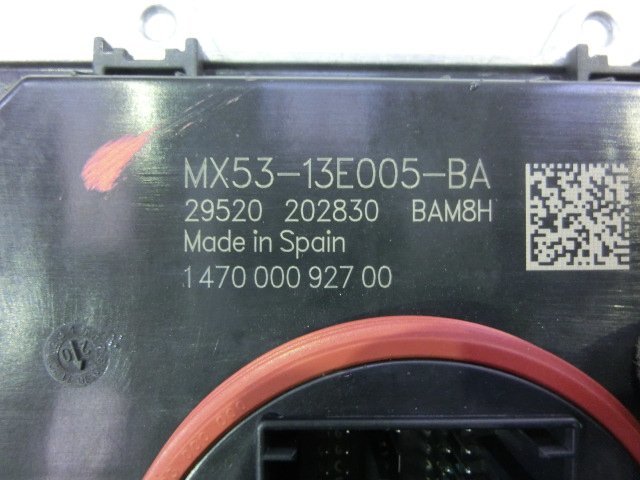 MX53-13E005-BA
29520 202830 BAM8H
Made in Spain
1 470 000 927 00